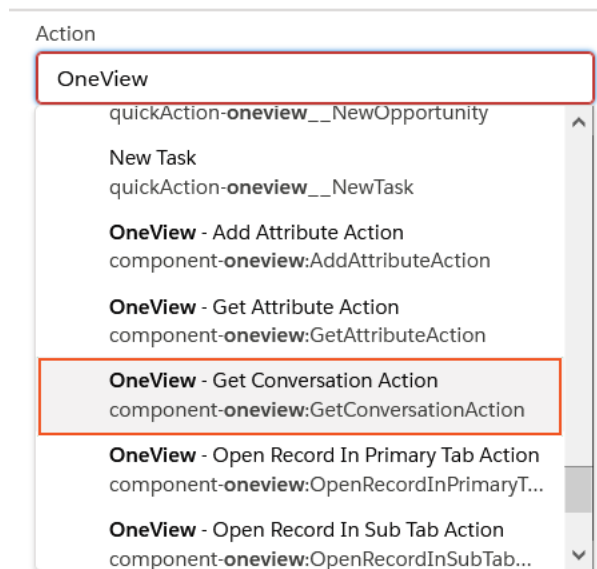 Action
OneView
quickAction-oneview__NewOpportunity
New Task
quickAction-oneview__NewTask
OneView - Add Attribute Action
component-oneview:AddAttributeAction
OneView - Get Attribute Action
component-oneview:GetAttributeAction
OneView - Get Conversation Action
component-oneview:GetConversationAction
OneView - Open Record In Primary Tab Action
component-oneview:OpenRecordInPrimaryT...
OneView - Open Record In Sub Tab Action
component-oneview:OpenRecordInSubTab...